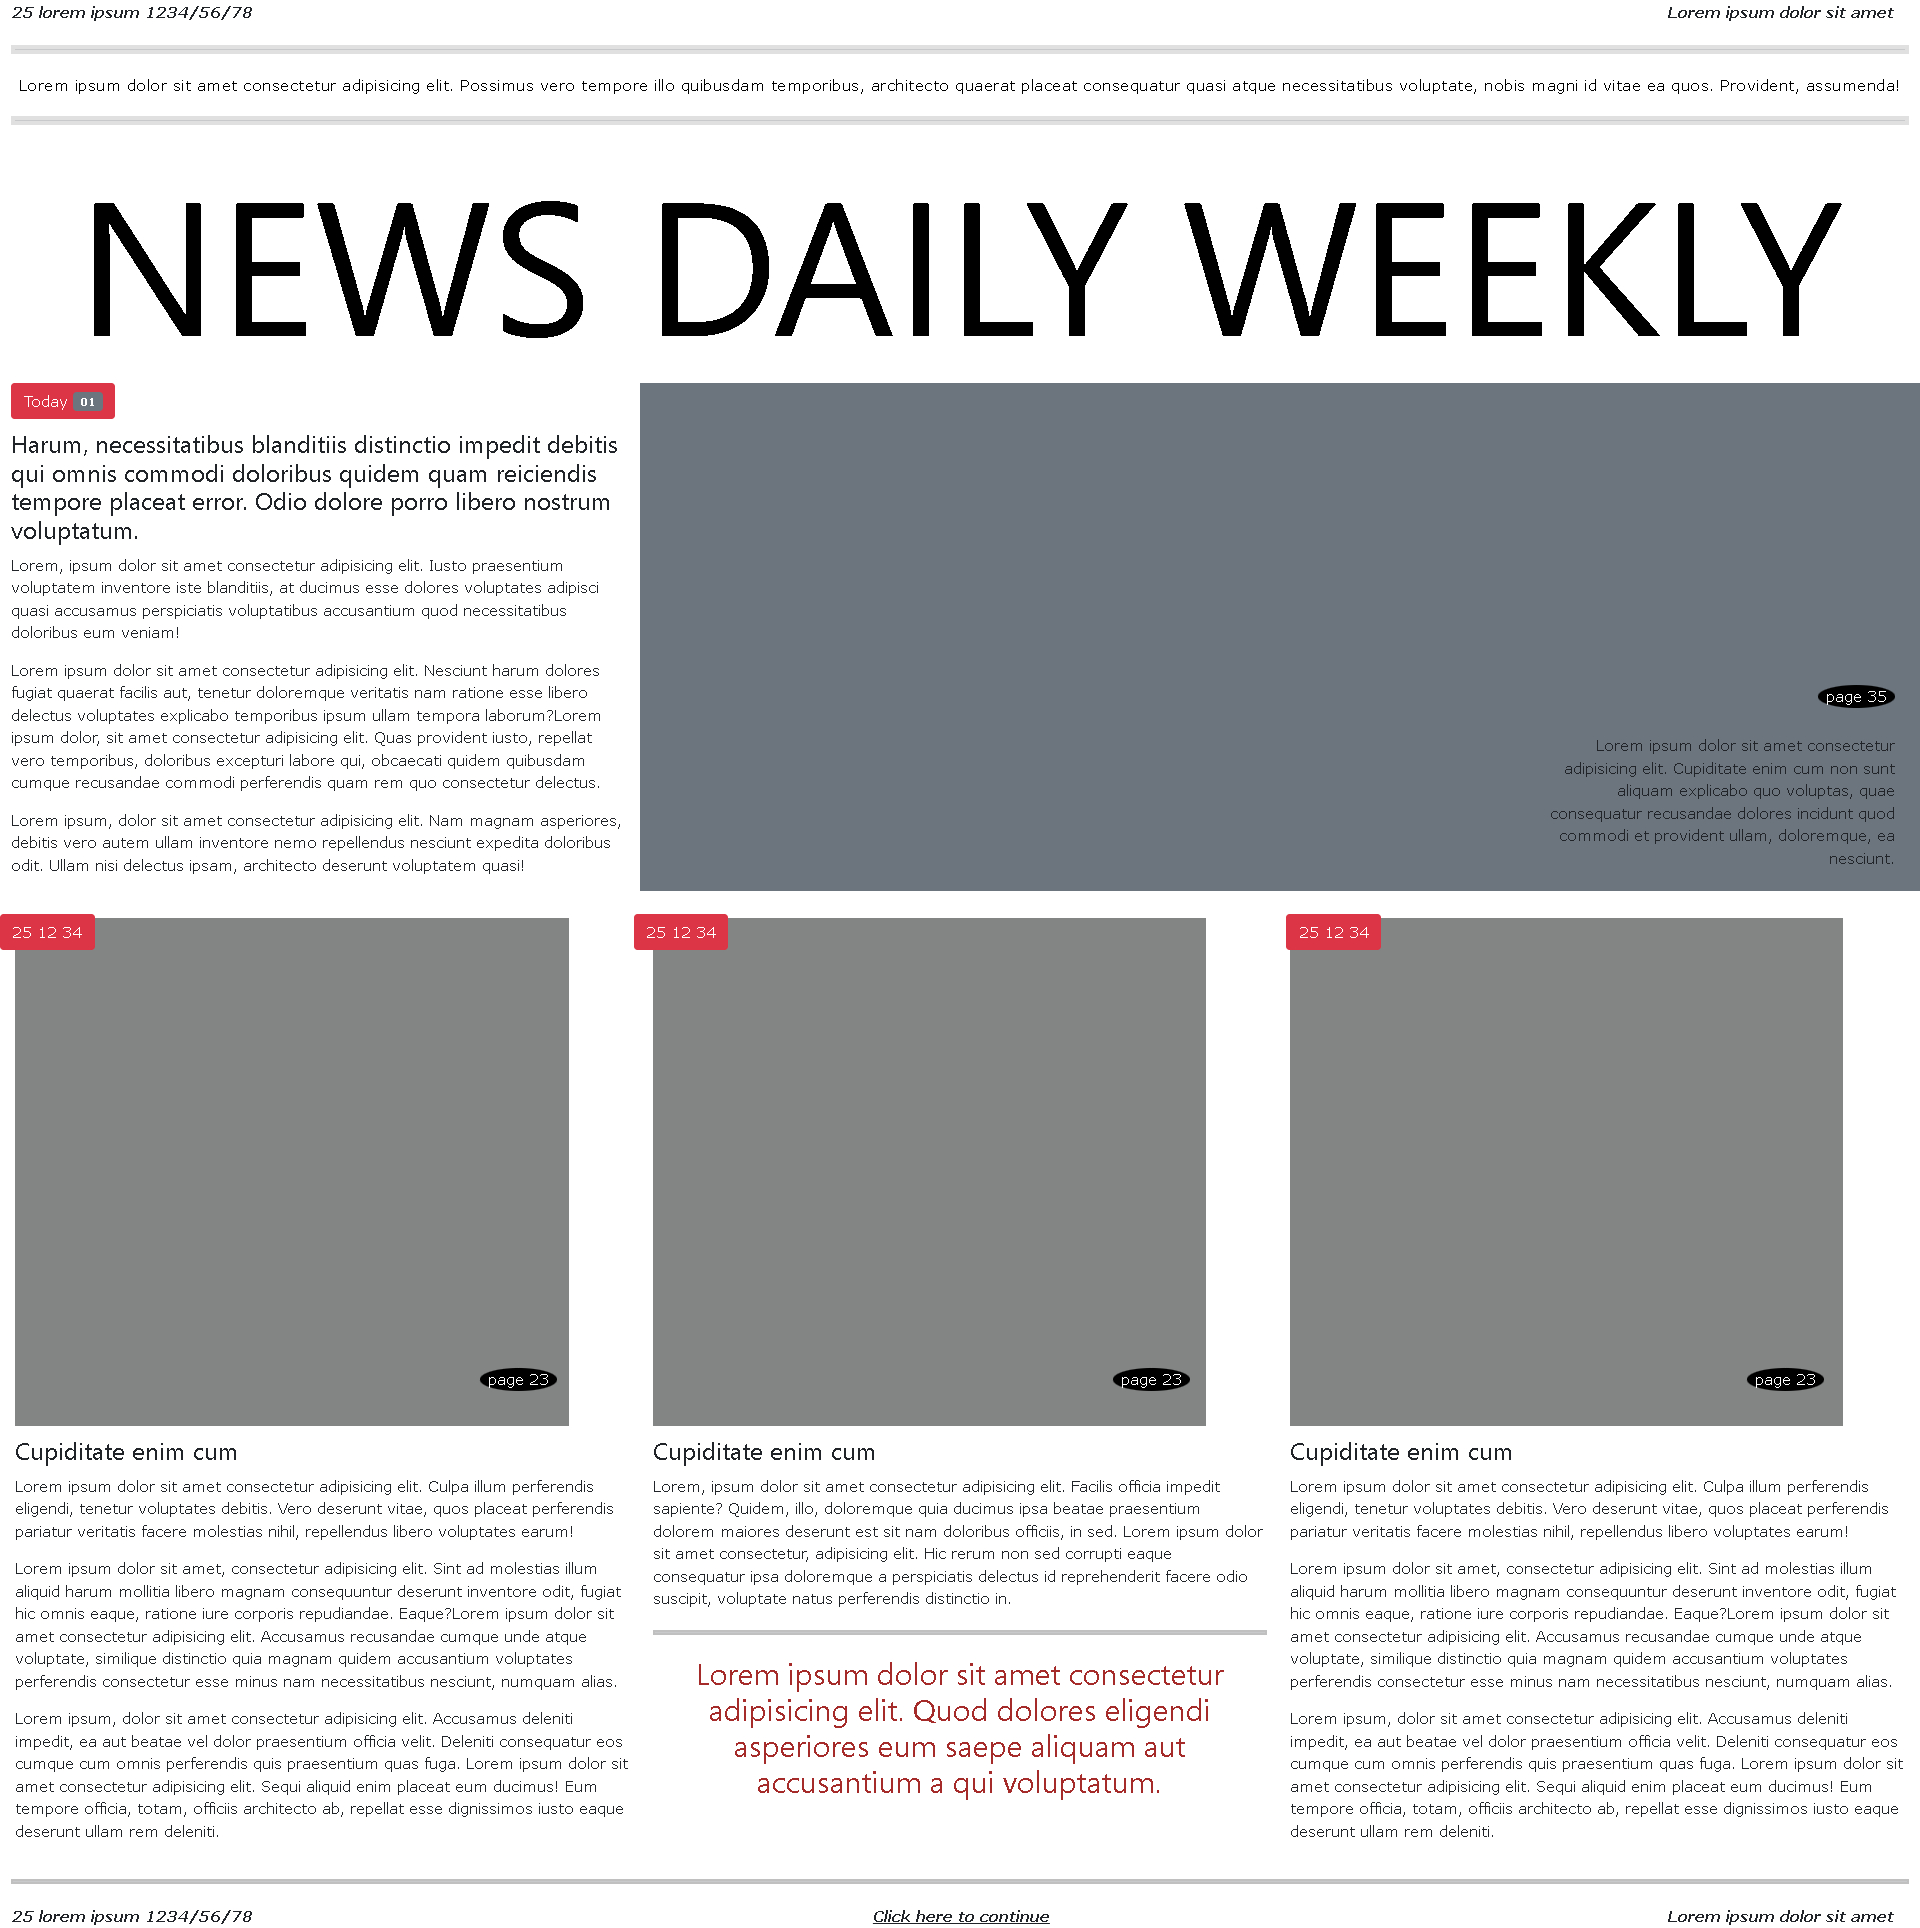 25 lorem ipsum 1234/56/78
Lorem ipsum dolor sit amet
Lorem ipsum dolor sit amet consectetur adipisicing elit. Possimus vero tempore illo quibusdam temporibus, architecto quaerat placeat consequatur quasi atque necessitatibus voluptate, nobis magni id vitae ea quos. Provident, assumenda!
NEWS DAILY WEEKLY
Today 01
Harum, necessitatibus blanditiis distinctio impedit debitis
qui omnis commodi doloribus quidem quam reiciendis
tempore placeat error. Odio dolore porro libero nostrum
voluptatum.
Lorem, ipsum dolor sit amet consectetur adipisicing elit. Iusto praesentium
voluptatem inventore iste blanditiis, at ducimus esse dolores voluptates adipisci
quasi accusamus perspiciatis voluptatibus accusantium quod necessitatibus
doloribus eum veniam!
Lorem ipsum dolor sit amet consectetur adipisicing elit. Nesciunt harum dolores
fugiat quaerat facilis aut, tenetur doloremque veritatis nam ratione esse libero
delectus voluptates explicabo temporibus ipsum ullam tempora laborum?Lorem
ipsum dolor, sit amet consectetur adipisicing elit. Quas provident iusto, repellat
vero temporibus, doloribus excepturi labore qui, obcaecati quidem quibusdam
cumque recusandae commodi perferendis quam rem quo consectetur delectus.
Lorem ipsum, dolor sit amet consectetur adipisicing elit. Nam magnam asperiores,
debitis vero autem ullam inventore nemo repellendus nesciunt expedita doloribus
odit. Ullam nisi delectus ipsam, architecto deserunt voluptatem quasi!
page 35
Lorem ipsum dolor sit amet consectetur
adipisicing elit. Cupiditate enim cum non sunt
aliquam explicabo quo voluptas, quae
consequatur recusandae dolores incidunt quod
commodi et provident ullam, doloremque, ea
nesciunt.
25 12 34
page 23
Cupiditate enim cum
Lorem ipsum dolor sit amet consectetur adipisicing elit. Culpa illum perferendis
eligendi, tenetur voluptates debitis. Vero deserunt vitae, quos placeat perferendis
pariatur veritatis facere molestias nihil, repellendus libero voluptates earum!
Lorem ipsum dolor sit amet, consectetur adipisicing elit. Sint ad molestias illum
aliquid harum mollitia libero magnam consequuntur deserunt inventore odit, fugiat
hic omnis eaque, ratione iure corporis repudiandae. Eaque?Lorem ipsum dolor sit
amet consectetur adipisicing elit. Accusamus recusandae cumque unde atque
voluptate, similique distinctio quia magnam quidem accusantium voluptates
perferendis consectetur esse minus nam necessitatibus nesciunt, numquam alias.
Lorem ipsum, dolor sit amet consectetur adipisicing elit. Accusamus deleniti
impedit, ea aut beatae vel dolor praesentium officia velit. Deleniti consequatur eos
cumque cum omnis perferendis quis praesentium quas fuga. Lorem ipsum dolor sit
amet consectetur adipisicing elit. Sequi aliquid enim placeat eum ducimus! Eum
tempore officia, totam, officiis architecto ab, repellat esse dignissimos iusto eaque
deserunt ullam rem deleniti.
25 12 34
page 23
Cupiditate enim cum
Lorem, ipsum dolor sit amet consectetur adipisicing elit. Facilis officia impedit
sapiente? Quidem, illo, doloremque quia ducimus ipsa beatae praesentium
dolorem maiores deserunt est sit nam doloribus officiis, in sed. Lorem ipsum dolor
sit amet consectetur, adipisicing elit. Hic rerum non sed corrupti eaque
consequatur ipsa doloremque a perspiciatis delectus id reprehenderit facere odio
suscipit, voluptate natus perferendis distinctio in.
Lorem ipsum dolor sit amet consectetur
adipisicing elit. Quod dolores eligendi
asperiores eum saepe aliquam aut
accusantium a qui voluptatum.
25 12 34
page 23
Cupiditate enim cum
Lorem ipsum dolor sit amet consectetur adipisicing elit. Culpa illum perferendis
eligendi, tenetur voluptates debitis. Vero deserunt vitae, quos placeat perferendis
pariatur veritatis facere molestias nihil, repellendus libero voluptates earum!
Lorem ipsum dolor sit amet, consectetur adipisicing elit. Sint ad molestias illum
aliquid harum mollitia libero magnam consequuntur deserunt inventore odit, fugiat
hic omnis eaque, ratione iure corporis repudiandae. Eaque?Lorem ipsum dolor sit
amet consectetur adipisicing elit. Accusamus recusandae cumque unde atque
voluptate, similique distinctio quia magnam quidem accusantium voluptates
perferendis consectetur esse minus nam necessitatibus nesciunt, numquam alias.
Lorem ipsum, dolor sit amet consectetur adipisicing elit. Accusamus deleniti
impedit, ea aut beatae vel dolor praesentium officia velit. Deleniti consequatur eos
cumque cum omnis perferendis quis praesentium quas fuga. Lorem ipsum dolor sit
amet consectetur adipisicing elit. Sequi aliquid enim placeat eum ducimus! Eum
tempore officia, totam, officiis architecto ab, repellat esse dignissimos iusto eaque
deserunt ullam rem deleniti.
25 lorem ipsum 1234/56/78
Click here to continue
Lorem ipsum dolor sit amet